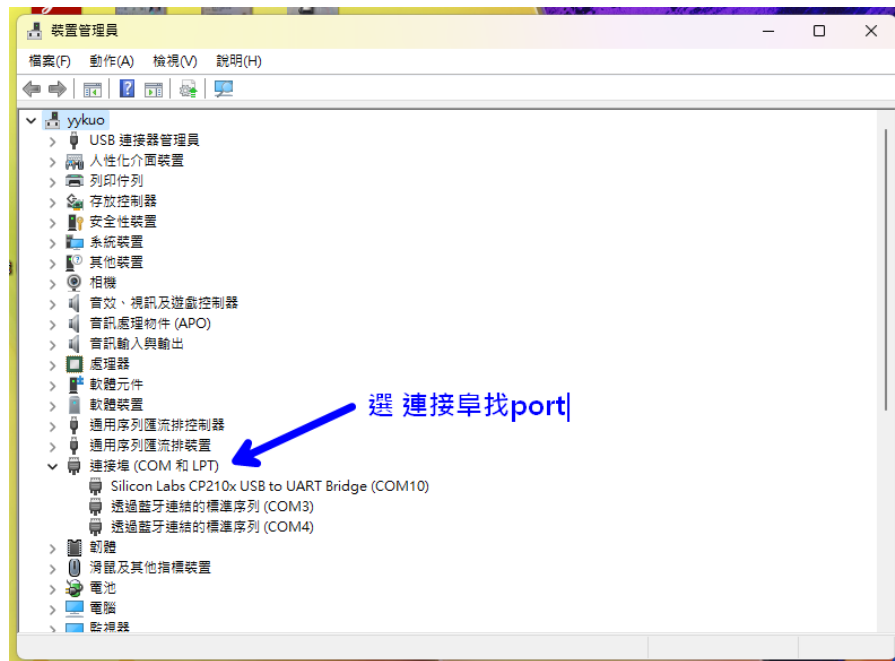 裝置管理員
檔案(F) 動作(A) 檢視(V) 說明(H)
yykuo
USB 連接器管理員
人性化介面裝置
列印佇列
存放控制器
安全性裝置
系統裝置
其他裝置
相機
音效、視訊及遊戲控制器
音訊處理物件 (APO)
音訊輸入與輸出
處理器
軟體元件
軟體裝置
選 連接阜找port
通用序列匯流排控制器
通用序列匯流排裝置
連接埠 (COM 和 LPT)
Silicon Labs CP210x USB to UART Bridge (COM10)
透過藍牙連結的標準序列 (COM3)
透過藍牙連結的標準序列 (COM4)
韌體
滑鼠及其他指標裝置
電池
電腦
監視器